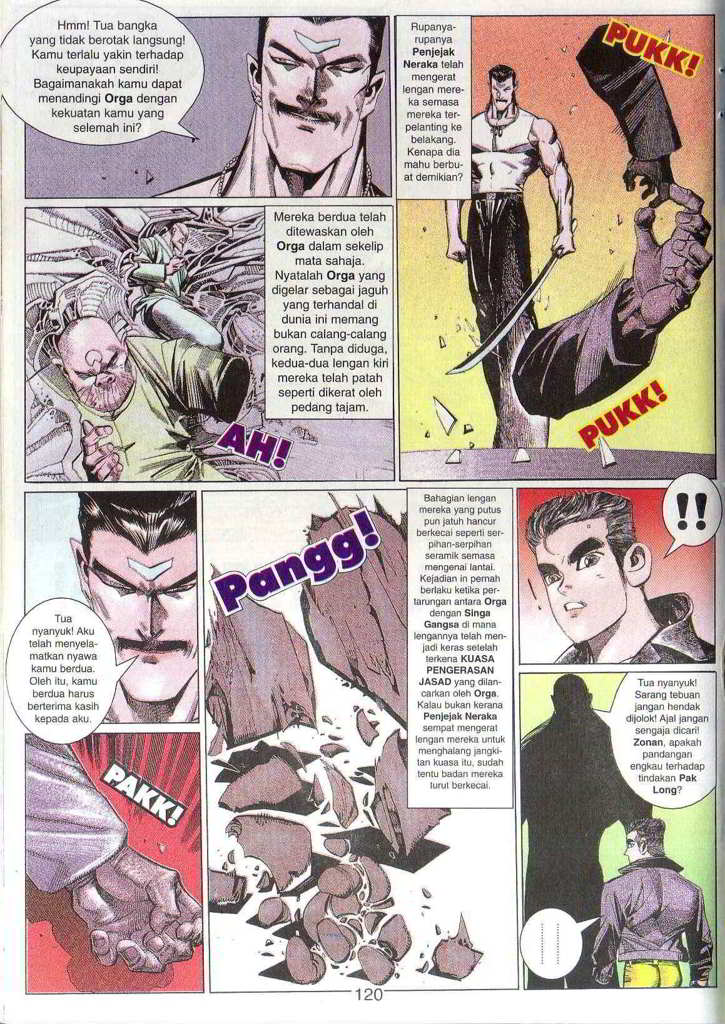 Hmm! Tua bangka
yang tidak berotak langsung!
Kamu terlalu yakin terhadap
keupayaan sendiri!
Bagaimanakah kamu dapat
menandingi Orga dengan
kekuatan kamu yang
selemah ini?
Rupanya-
rupanya
Penjejak
Neraka telah
mengerat
lengan mere-
ka semasa
mereka ter-
pelanting ke
belakang.
Kenapa dia
mahu berbu-
at demikian?
PUKK!
PUKK!
Mereka berdua telah
ditewaskan oleh
Orga dalam sekelip
mata sahaja.
Nyatalah Orga yang
digelar sebagai jaguh
yang terhandal di
dunia ini memang
bukan calang-calang
orang. Tanpa diduga,
kedua-dua lengan kiri
mereka telah patah
seperti dikerat oleh
pedang tajam.
AH!
Tua
nyanyuk! Aku
telah menyela-
matkan nyawa
kamu berdua.
Oleh itu, kamu
berdua harus
berterima kasih
kepada aku.
PAKK!
Pangg!
Bahagian lengan
mereka yang putus
pun jatuh hancur
berkecai seperti ser-
pihan-serpihan
seramik semasa
mengenai lantai.
Kejadian in pernah
berlaku ketika per-
tarungan antara Orga
dengan Singa
Gangsa di mana
lengannya telah men-
jadi keras setelah
terkena KUASA
PENGERASAN
JASAD yang dilan-
carkan oleh Orga.
Kalau bukan kerana
Penjejak Neraka
sempat mengerat
lengan mereka untuk
menghalang jangki-
tan kuasa itu, sudah
tentu badan mereka
turut berkecai.
!!
Tua nyanyuk!
Sarang tebuan
jangan hendak
dijolok! Ajal jangan
sengaja dicari!
Zonan, apakah
pandangan
engkau terhadap
tindakan Pak
Long?
120